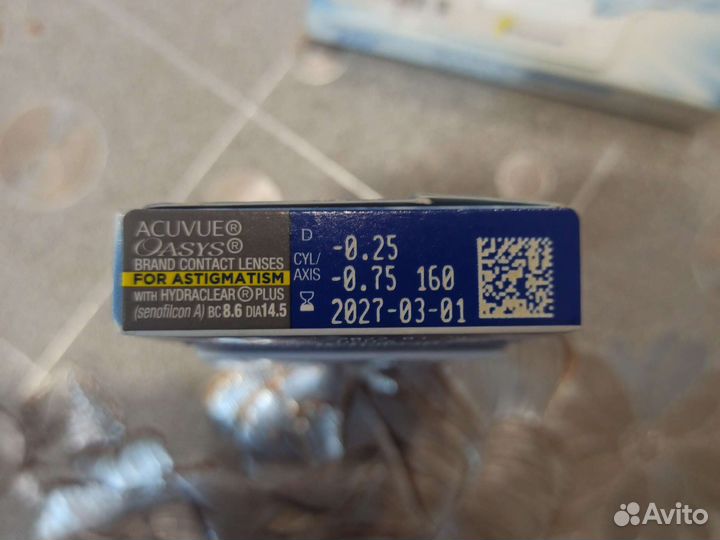 ACUVUE®
OASYS®
BRAND CONTACT LENSES
FOR ASTIGMATISM
WITH HYDRACLEAR® PLUS
(senofilcon A) BC 8.6 DIA 14.5
D -0.25
CYL/
AXIS -0.75 160
2027-03-01
Avito